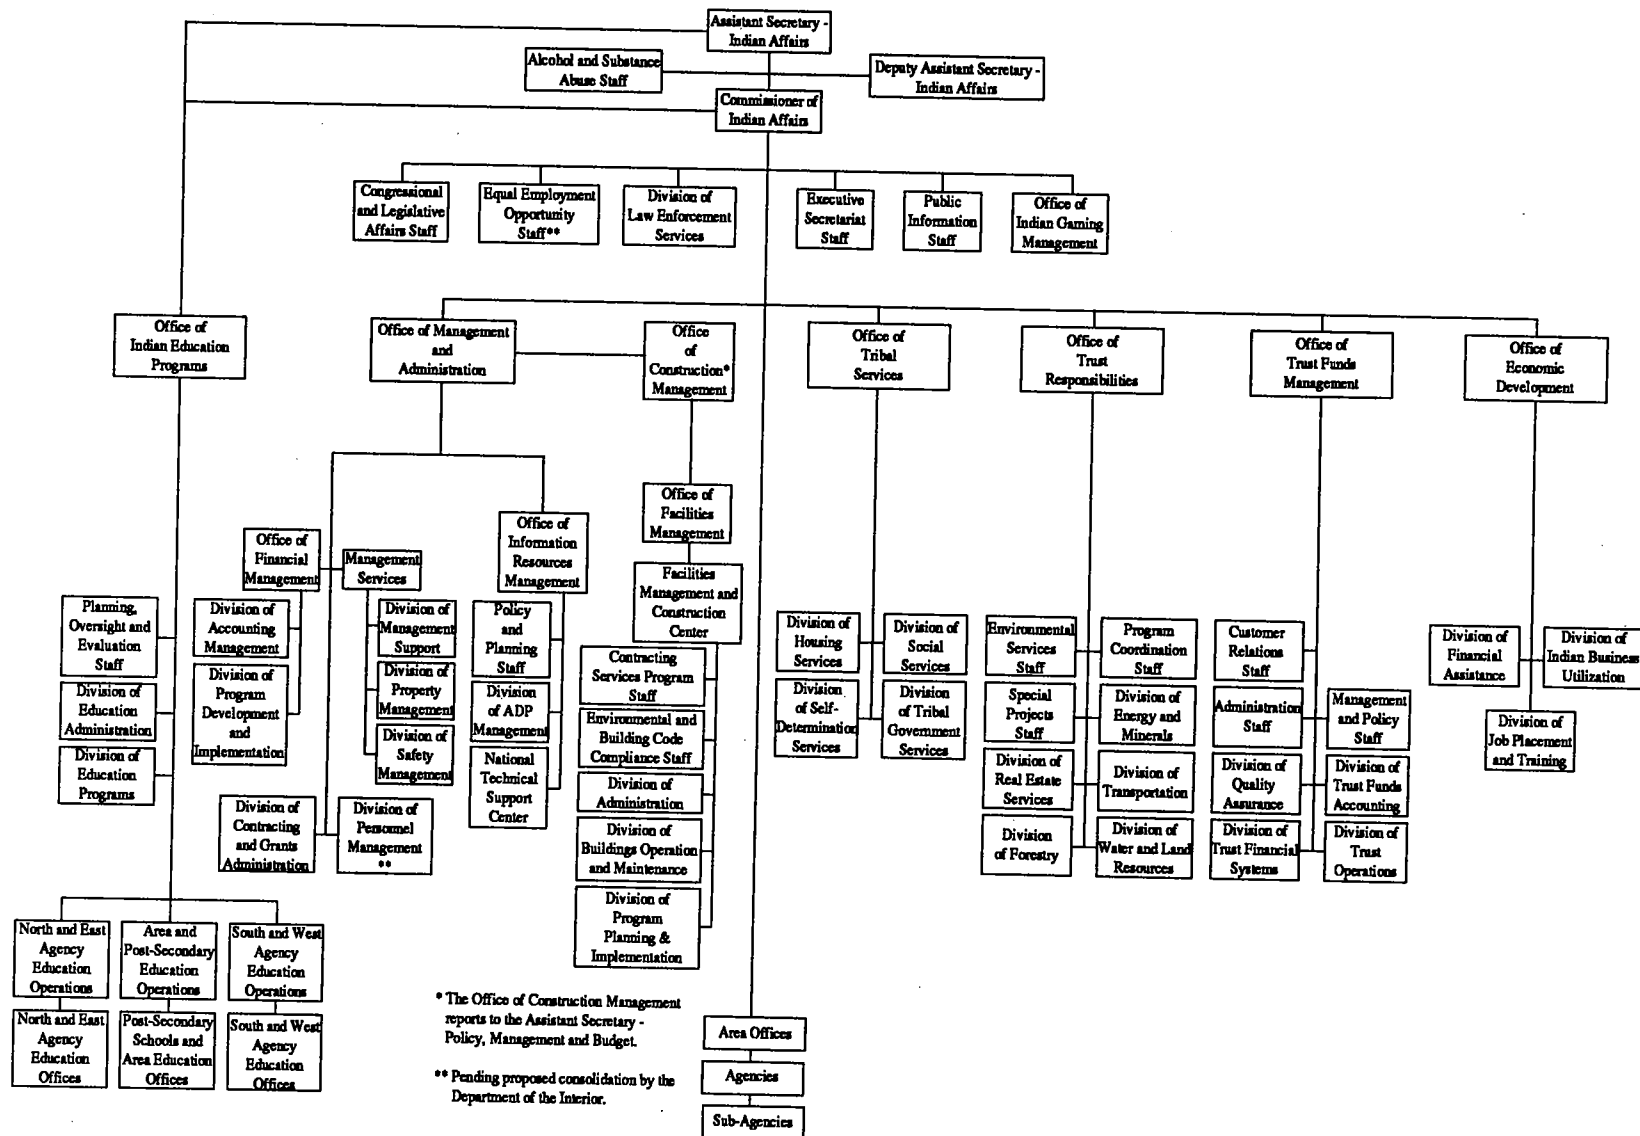 Assistant Secretary -
Indian Affairs
Alcohol and Substance
Abuse Staff
Deputy Assistant Secretary -
Indian Affairs
Commissioner of
Indian Affairs
Congressional
and Legislative
Affairs Staff
Equal Employment
Opportunity
Staff**
Division of
Law Enforcement
Services
Executive
Secretariat
Staff
Public
Information
Staff
Office of
Indian Gaming
Management
Office of
Indian Education
Programs
Office of Management
and
Administration
Office
of
Construction*
Management
Office of
Tribal
Services
Office of
Trust
Responsibilities
Office of
Trust Funds
Management
Office of
Economic
Development
Office of
Facilities
Management
Office of
Financial
Management
Management
Services
Office of
Information
Resources
Management
Facilities
Management and
Construction
Center
Planning,
Oversight and
Evaluation
Staff
Division of
Education
Administration
Division of
Education
Programs
Division of
Accounting
Management
Division of
Program
Development
and
Implementation
Division of
Management
Support
Division of
Property
Management
Division of
Safety
Management
Policy
and
Planning
Staff
Division
of ADP
Management
National
Technical
Support
Center
Contracting
Services Program
Staff
Environmental and
Building Code
Compliance Staff
Division of
Administration
Division of
Buildings Operation
and Maintenance
Division of
Program
Planning &
Implementation
Division of
Housing
Services
Division of
Social
Services
Division
of Self-
Determination
Services
Division
of Tribal
Government
Services
Environmental
Services
Staff
Program
Coordination
Staff
Special
Projects
Staff
Division of
Energy and
Minerals
Division of
Real Estate
Services
Division of
Transportation
Division
of Forestry
Division of
Water and Land
Resources
Customer
Relations
Staff
Administration
Staff
Management
and Policy
Staff
Division of
Quality
Assurance
Division of
Trust Funds
Accounting
Division of
Trust Financial
Systems
Division of
Trust
Operations
Division of
Financial
Assistance
Division of
Indian Business
Utilization
Division of
Job Placement
and Training
Division of
Contracting
and Grants
Administration
Division of
Personnel
Management
**
North and East
Agency
Education
Operations
Area and
Post-Secondary
Education
Operations
South and West
Agency
Education
Operations
North and East
Agency
Education
Offices
Post-Secondary
Schools and
Area Education
Offices
South and West
Agency
Education
Offices
* The Office of Construction Management
reports to the Assistant Secretary -
Policy, Management and Budget.
** Pending proposed consolidation by the
Department of the Interior.
Area Offices
Agencies
Sub-Agencies